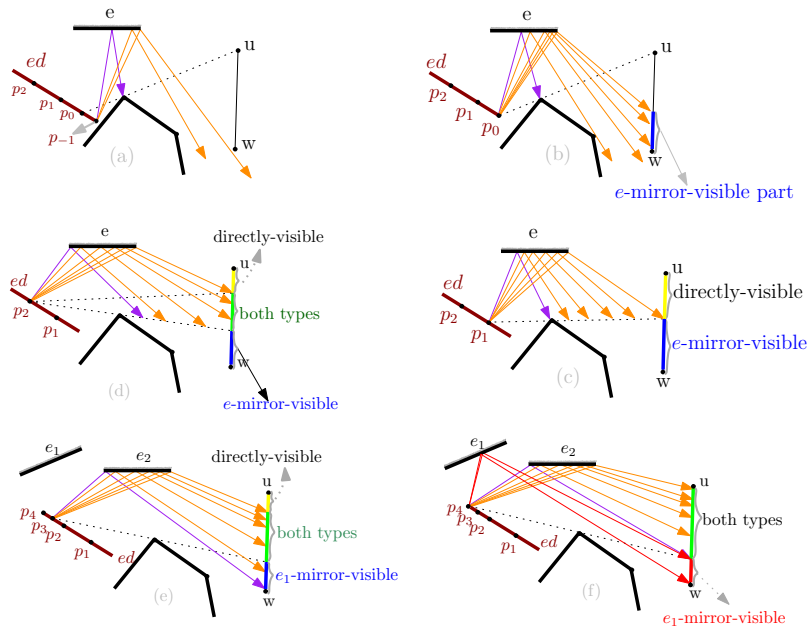 e
ed
u
p2
p1
p0
p−1
w
(a)
e
ed
u
p2
p1
p0
w
(b)
e-mirror-visible part
directly-visible
e
u
ed
p2
p1
both types
w
(d)
e-mirror-visible
e
u
ed
directly-visible
p2
p1
e-mirror-visible
w
(c)
e1
e2
directly-visible
u
p4
p3
p2
p1
ed
both types
e1-mirror-visible
w
(e)
e1
e2
u
p4
p3
p2
p1
ed
both types
w
(f)
e1-mirror-visible